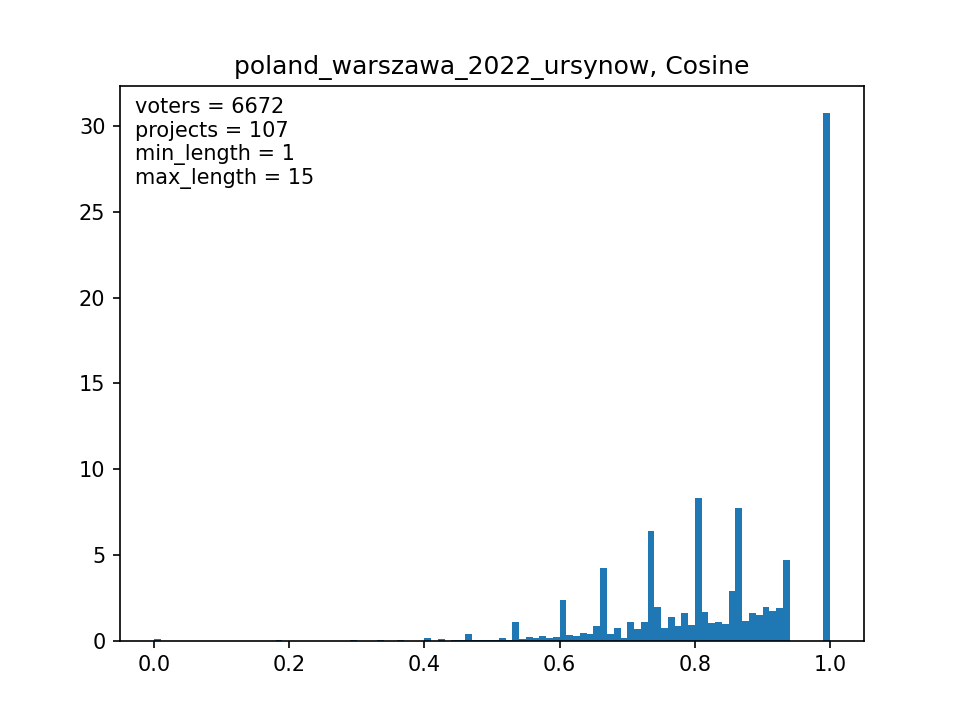 poland_warszawa_2022_ursynow, Cosine
voters = 6672
projects = 107
min_length = 1
max_length = 15
30
25
20
15
10
5
0
0.0 0.2 0.4 0.6 0.8 1.0